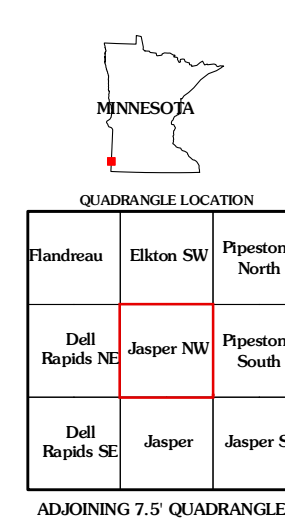 MINNESOTA
QUADRANGLE LOCATION
Flandreau
Elkton SW
Pipeston
North
Dell
Rapids NE
Jasper NW
Pipeston
South
Dell
Rapids SE
Jasper
Jasper S
ADJOINING 7.5' QUADRANGLE